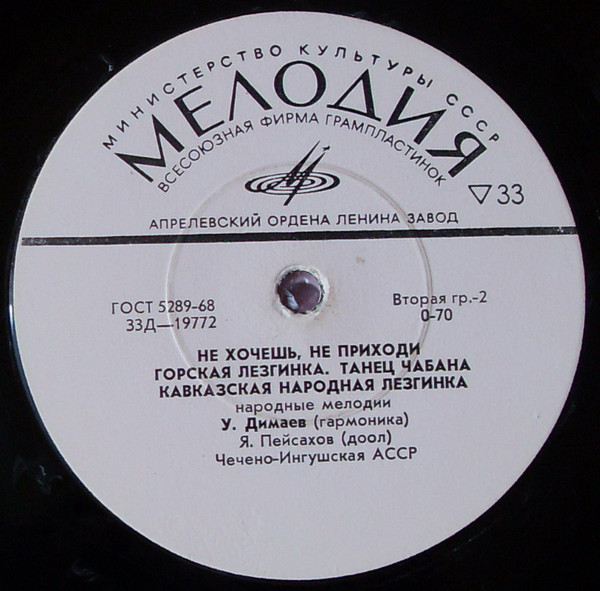 МИНИСТЕРСТВО КУЛЬТУРЫ СССР
МЕЛОДИЯ
ВСЕСОЮЗНАЯ ФИРМА ГРАМПЛАСТИНОК
▽33
АПРЕЛЕВСКИЙ ОРДЕНА ЛЕНИНА ЗАВОД
ГОСТ 5289-68
33Д—19772
Вторая гр.-2
0-70
НЕ ХОЧЕШЬ, НЕ ПРИХОДИ
ГОРСКАЯ ЛЕЗГИНКА. ТАНЕЦ ЧАБАНА
КАВКАЗСКАЯ НАРОДНАЯ ЛЕЗГИНКА
народные мелодии
У. Димаев (гармоника)
Я. Пейсахов (доол)
Чечено-Ингушская АССР